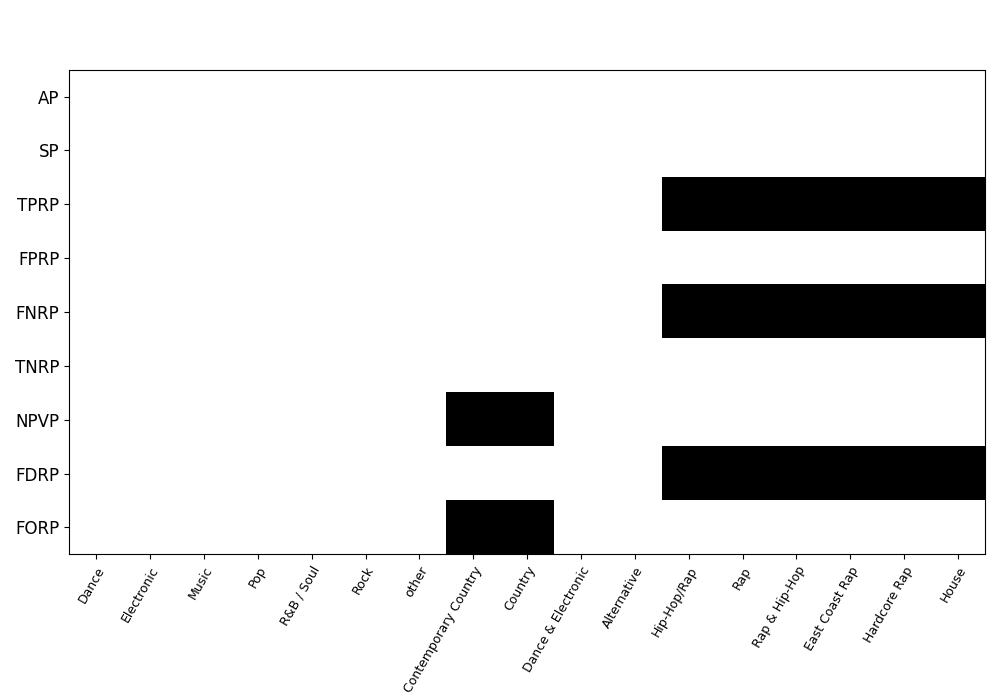 AP
SP
TPRP
FPRP
FNRP
TNRP
NPVP
FDRP
FORP
Dance
Electronic
Music
Pop
R&B / Soul
Rock
other
Contemporary Country
Country
Dance & Electronic
Alternative
Hip-Hop/Rap
Rap
Rap & Hip-Hop
East Coast Rap
Hardcore Rap
House